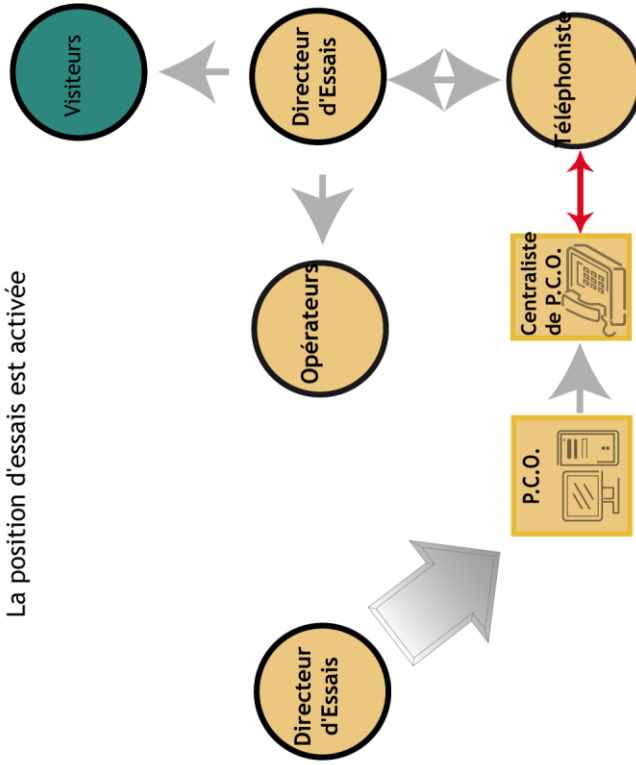 La position d'essais est activée
Directeur
d'Essais
P.C.O.
Centraliste
de P.C.O.
Téléphoniste
Opérateurs
Directeur
d'Essais
Visiteurs